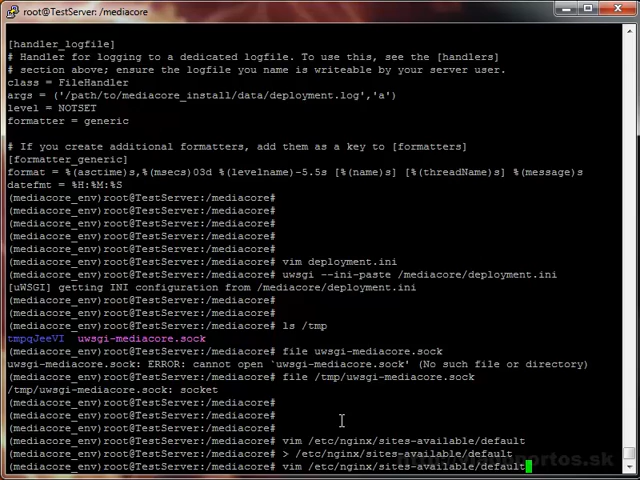 root@TestServer: /mediacore
[handler_logfile]
# Handler for logging to a dedicated logfile. To use this, see the [handlers]
# section above; ensure the logfile you name is writeable by your server user.
class = FileHandler
args = ('/path/to/mediacore_install/data/deployment.log','a')
level = NOTSET
formatter = generic
# If you create additional formatters, add them as a key to [formatters]
[formatter_generic]
format = %(asctime)s,%(msecs)03d %(levelname)-5.5s [%(name)s] [%(threadName)s] %(message)s
datefmt = %H:%M:%S
(mediacore_env)root@TestServer:/mediacore#
(mediacore_env)root@TestServer:/mediacore#
(mediacore_env)root@TestServer:/mediacore#
(mediacore_env)root@TestServer:/mediacore#
(mediacore_env)root@TestServer:/mediacore#
(mediacore_env)root@TestServer:/mediacore# vim deployment.ini
(mediacore_env)root@TestServer:/mediacore# uwsgi --ini-paste /mediacore/deployment.ini
[uWSGI] getting INI configuration from /mediacore/deployment.ini
(mediacore_env)root@TestServer:/mediacore#
(mediacore_env)root@TestServer:/mediacore#
(mediacore_env)root@TestServer:/mediacore# ls /tmp
tmpqJeeVI  uwsgi-mediacore.sock
(mediacore_env)root@TestServer:/mediacore# file uwsgi-mediacore.sock
uwsgi-mediacore.sock: ERROR: cannot open `uwsgi-mediacore.sock' (No such file or directory)
(mediacore_env)root@TestServer:/mediacore# file /tmp/uwsgi-mediacore.sock
/tmp/uwsgi-mediacore.sock: socket
(mediacore_env)root@TestServer:/mediacore#
(mediacore_env)root@TestServer:/mediacore#
(mediacore_env)root@TestServer:/mediacore#
(mediacore_env)root@TestServer:/mediacore# vim /etc/nginx/sites-available/default
(mediacore_env)root@TestServer:/mediacore# > /etc/nginx/sites-available/default
(mediacore_env)root@TestServer:/mediacore# vim /etc/nginx/sites-available/default